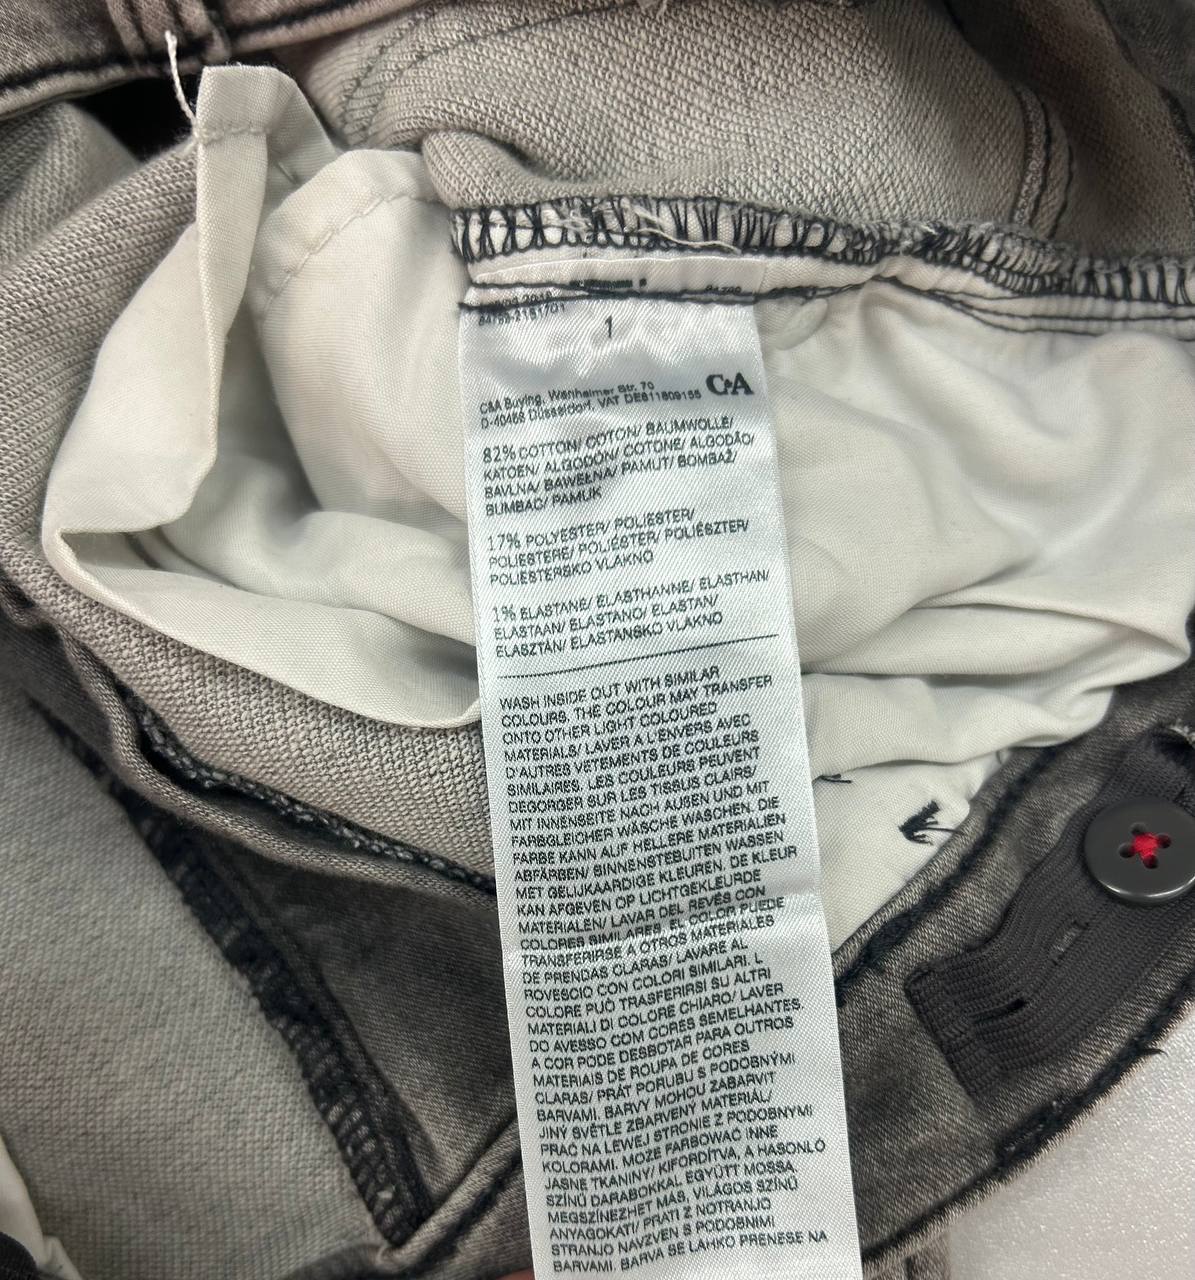 1
C&A
C&A Buying, Wanheimer Str. 70
D-40468 Düsseldorf, VAT DE811809155
82% COTTON/ COTON/ BAUMWOLLE/
KATOEN/ ALGODÓN/ COTONE/ ALGODÃO/
BAVLNA/ BAWEŁNA/ PAMUT/ BOMBAŽ/
BUMBAC/ PAMUK
17% POLYESTER/ POLIÉSTER/
POLIESTERE/ POLIÉSTER/ POLIÉSZTER/
POLIESTERSKO VLAKNO
1% ELASTANE/ ELASTHANNE/ ELASTHAN/
ELASTAAN/ ELASTANO/ ELASTAN/
ELASZTÁN/ ELASTANSKO VLAKNO
WASH INSIDE OUT WITH SIMILAR
COLOURS. THE COLOUR MAY TRANSFER
ONTO OTHER LIGHT COLOURED
MATERIALS/ LAVER A L'ENVERS AVEC
D'AUTRES VETEMENTS DE COULEURS
SIMILAIRES. LES COULEURS PEUVENT
DEGORGER SUR LES TISSUS CLAIRS/
MIT INNENSEITE NACH AUßEN UND MIT
FARBGLEICHER WÄSCHE WASCHEN. DIE
FARBE KANN AUF HELLERE MATERIALIEN
ABFÄRBEN/ BINNENSTEBUITEN WASSEN
MET GELIJKAARDIGE KLEUREN. DE KLEUR
KAN AFGEVEN OP LICHTGEKLEURDE
MATERIALEN/ LAVAR DEL REVÉS CON
COLORES SIMILARES. EL COLOR PUEDE
TRANSFERIRSE A OTROS MATERIALES
DE PRENDAS CLARAS/ LAVARE AL
ROVESCIO CON COLORI SIMILARI. L
COLORE PUÒ TRASFERIRSI SU ALTRI
MATERIALI DI COLORE CHIARO/ LAVER
DO AVESSO COM CORES SEMELHANTES.
A COR PODE DESBOTAR PARA OUTROS
MATERIAIS DE ROUPA DE CORES
CLARAS/ PRÁT PORUBU S PODOBNÝMI
BARVAMI. BARVY MOHOU ZABARVIT
JINÝ SVĚTLE ZBARVENÝ MATERIÁL/
PRAĆ NA LEWEJ STRONIE Z PODOBNYMI
KOLORAMI. MOŻE FARBOWAĆ INNE
JASNE TKANINY/ KIFORDÍTVA, A HASONLÓ
SZÍNŰ DARABOKKAL EGYÜTT MOSSA.
MEGSZÍNEZHET MÁS, VILÁGOS SZÍNŰ
ANYAGOKAT/ PRATI Z NOTRANJO
STRANJO NAVZVEN S PODOBNIMI
BARVAMI. BARVA SE LAHKO PRENESE NA